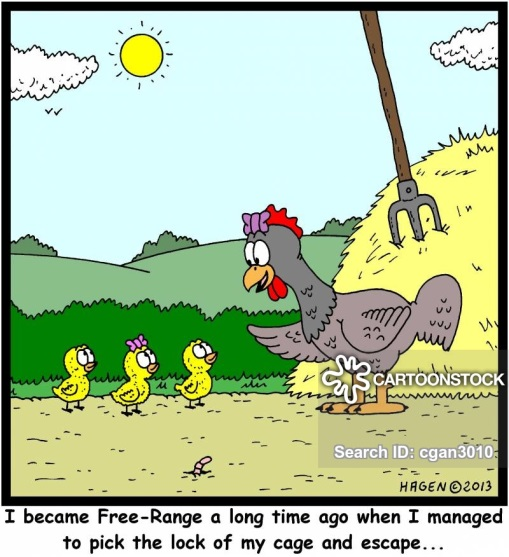 CARTOONSTOCK
Search ID: cgan3010
HAGEN ©2013
I became Free-Range a long time ago when I managed
to pick the lock of my cage and escape...